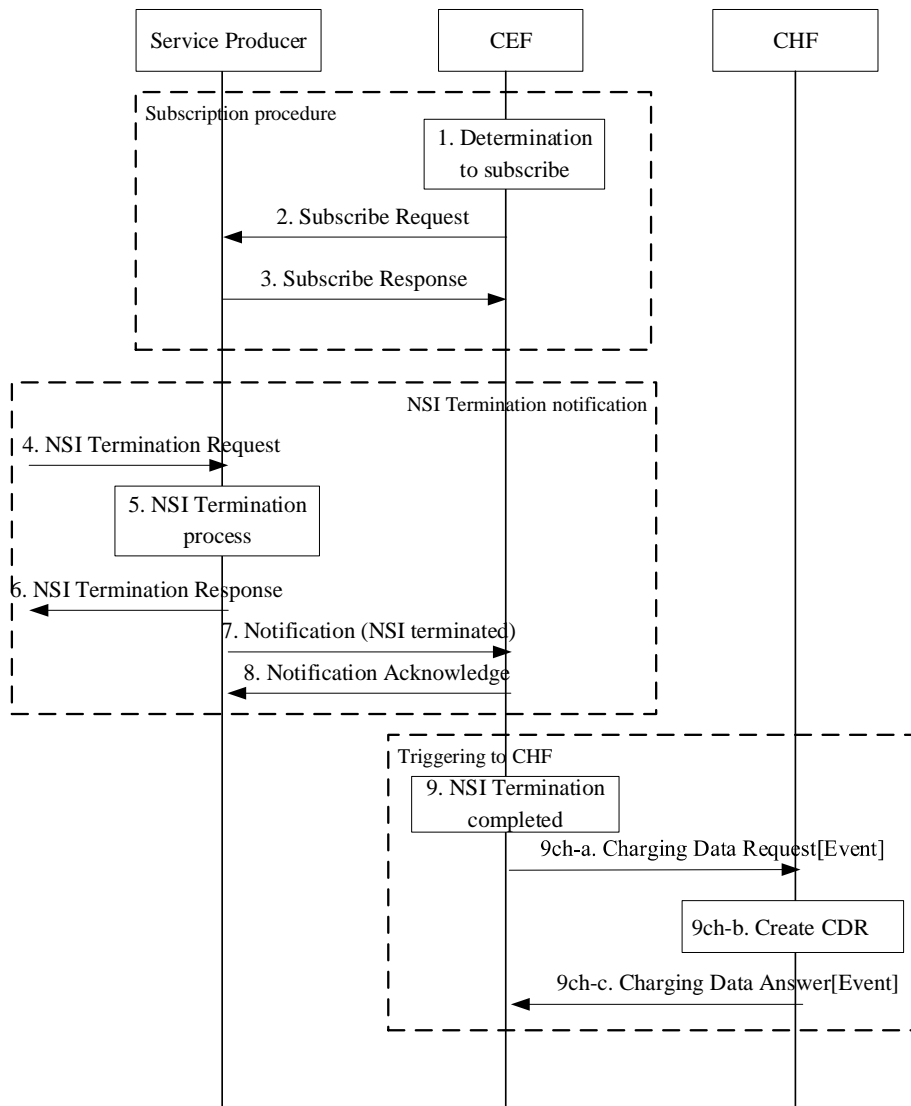 Service Producer
CEF
CHF
Subscription procedure
1. Determination
to subscribe
2. Subscribe Request
3. Subscribe Response
NSI Termination notification
4. NSI Termination Request
5. NSI Termination
process
6. NSI Termination Response
7. Notification (NSI terminated)
8. Notification Acknowledge
Triggering to CHF
9. NSI Termination
completed
9ch-a. Charging Data Request[Event]
9ch-b. Create CDR
9ch-c. Charging Data Answer[Event]